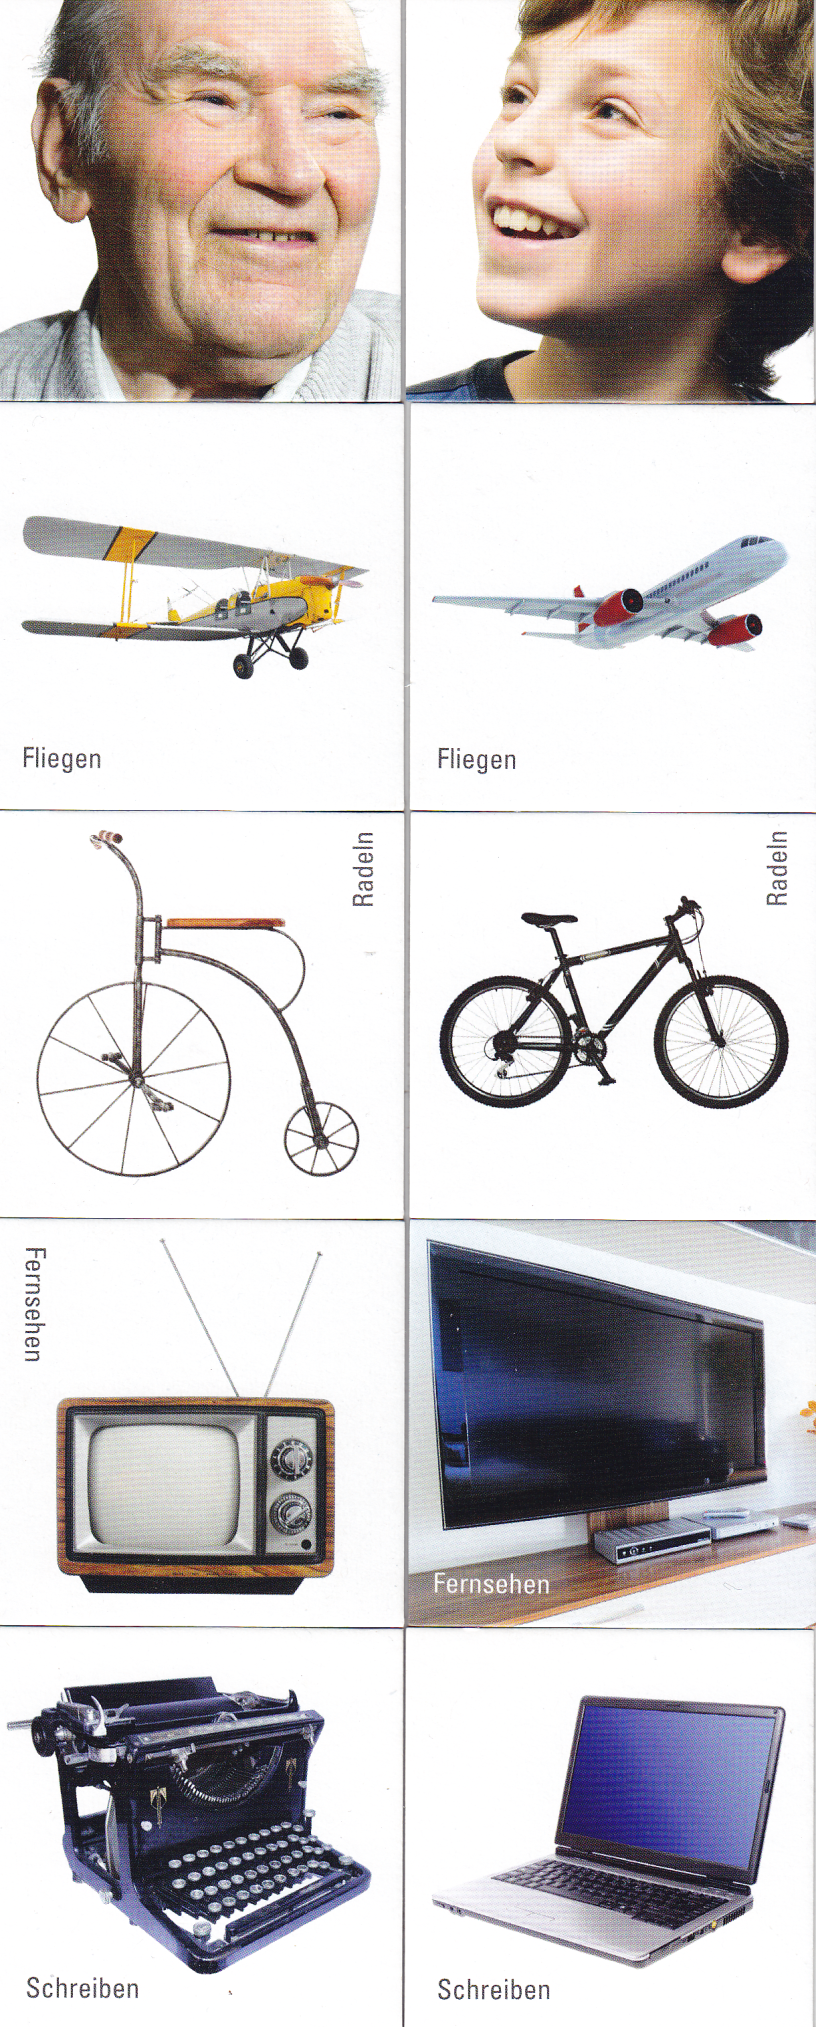 Fliegen
Fliegen
Radeln
Radeln
Fernsehen
Fernsehen
Schreiben
Schreiben